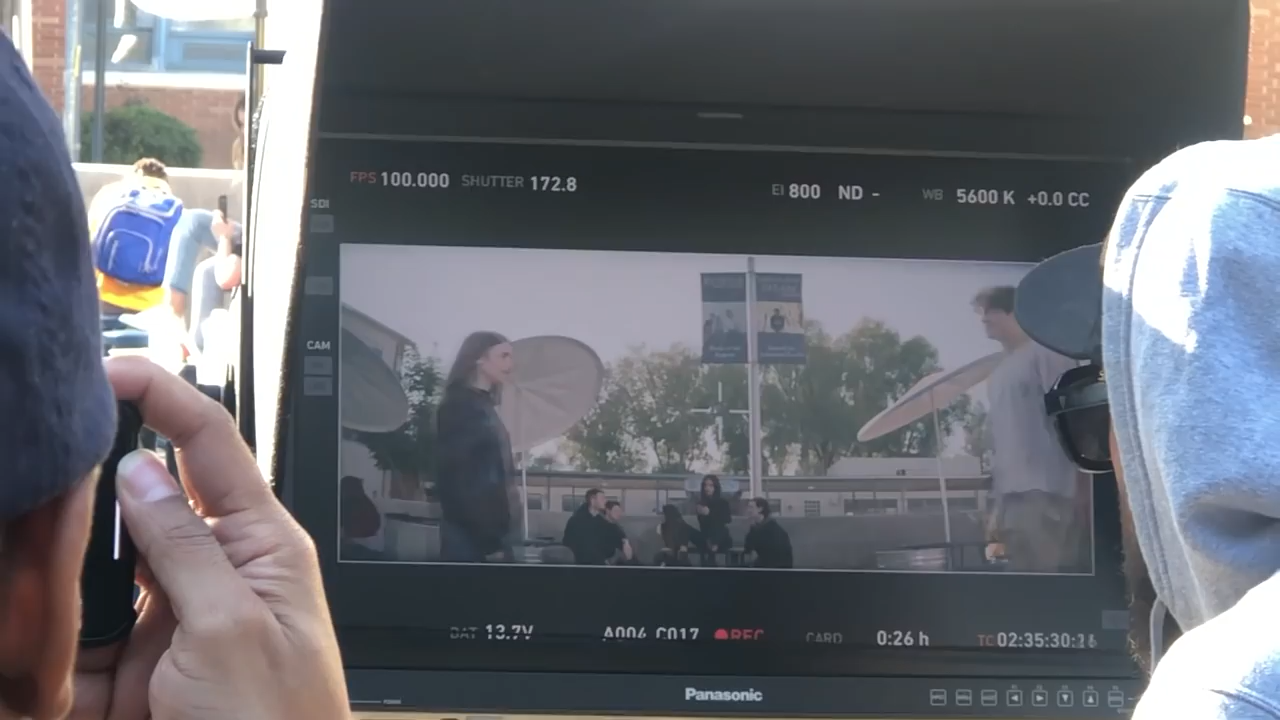 FPS 100.000 SHUTTER 172.8 EI 800 ND - WB 5600 K +0.0 CC
SDI
CAM
BAT 13.7V A004 C017 REC CARD 0:26 h TC 02:35:30:16
Panasonic